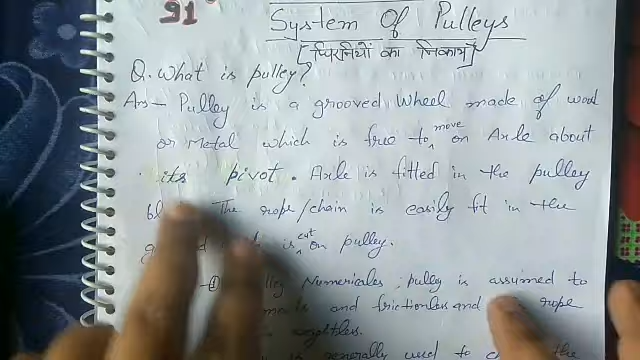 91
System Of Pulleys
[घिरनियों का निकाय]
Q. What is pulley?
Ans- Pulley is a grooved Wheel made of wood
or Metal which is free to move on Axle about
its pivot. Axle is fitted in the pulley
The rope/chain is easily fit in the
is cut on pulley.
Numericales, pulley is assumed to
and frictionless and rope
weightless.
is generally used to the